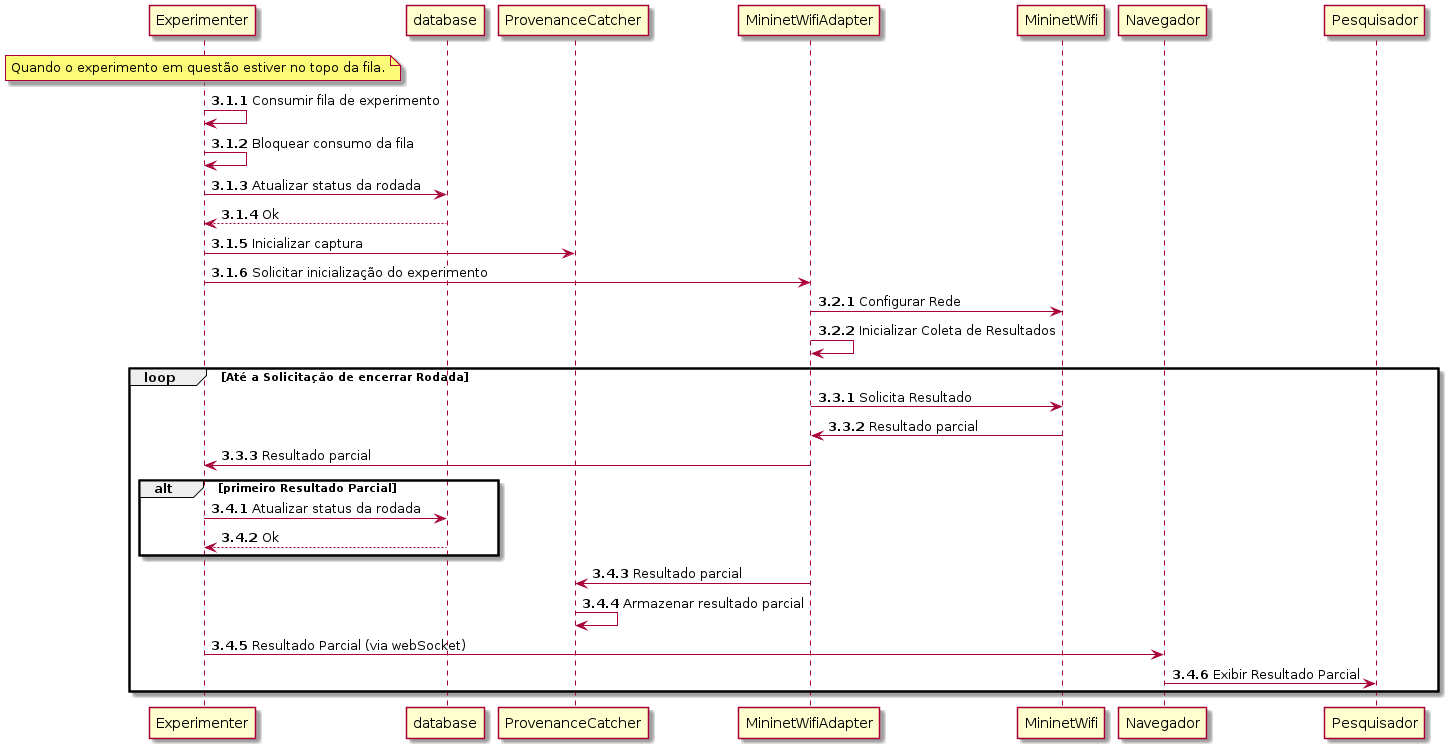 Experimenter database ProvenanceCatcher MininetWifiAdapter MininetWifi Navegador Pesquisador
Quando o experimento em questão estiver no topo da fila.
3.1.1 Consumir fila de experimento
3.1.2 Bloquear consumo da fila
3.1.3 Atualizar status da rodada
3.1.4 Ok
3.1.5 Inicializar captura
3.1.6 Solicitar inicialização do experimento
3.2.1 Configurar Rede
3.2.2 Inicializar Coleta de Resultados
loop [Até a Solicitação de encerrar Rodada]
3.3.1 Solicita Resultado
3.3.2 Resultado parcial
3.3.3 Resultado parcial
alt [primeiro Resultado Parcial]
3.4.1 Atualizar status da rodada
3.4.2 Ok
3.4.3 Resultado parcial
3.4.4 Armazenar resultado parcial
3.4.5 Resultado Parcial (via webSocket)
3.4.6 Exibir Resultado Parcial
Experimenter database ProvenanceCatcher MininetWifiAdapter MininetWifi Navegador Pesquisador